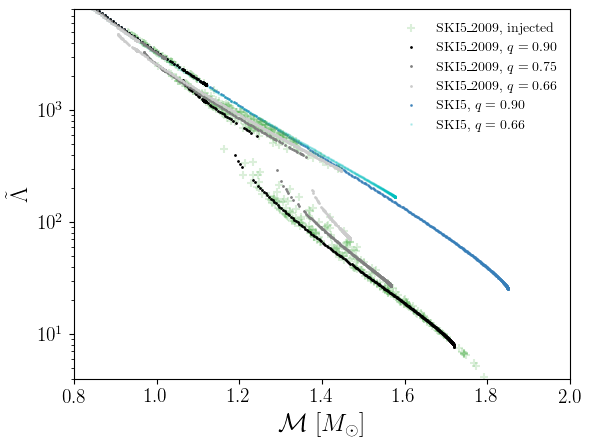 SKI5_2009, injected
SKI5_2009, q = 0.90
SKI5_2009, q = 0.75
SKI5_2009, q = 0.66
SKI5, q = 0.90
SKI5, q = 0.66
10³
10²
10¹
Λ̃
0.8 1.0 1.2 1.4 1.6 1.8 2.0
ℳ [M⊙]